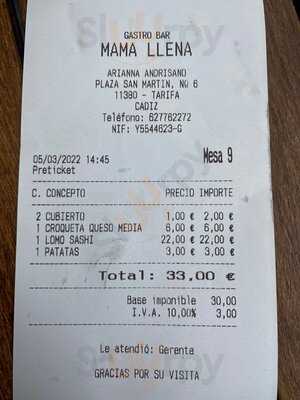 GASTRO BAR
MAMA LLENA
ARIANNA ANDRISANO
PLAZA SAN MARTIN, Nº 6
11380 - TARIFA
CADIZ
Teléfono: 627762272
NIF: Y5544623-G
05/03/2022 14:45 Mesa 9
Preticket
C. CONCEPTO PRECIO IMPORTE
2 CUBIERTO 1,00 € 2,00 €
1 CROQUETA QUESO MEDIA 6,00 € 6,00 €
1 LOMO SASHI 22,00 € 22,00 €
1 PATATAS 3,00 € 3,00 €
Total: 33,00 €
Base imponible 30,00
I.V.A. 10,00% 3,00
Le atendió: Gerente
GRACIAS POR SU VISITA